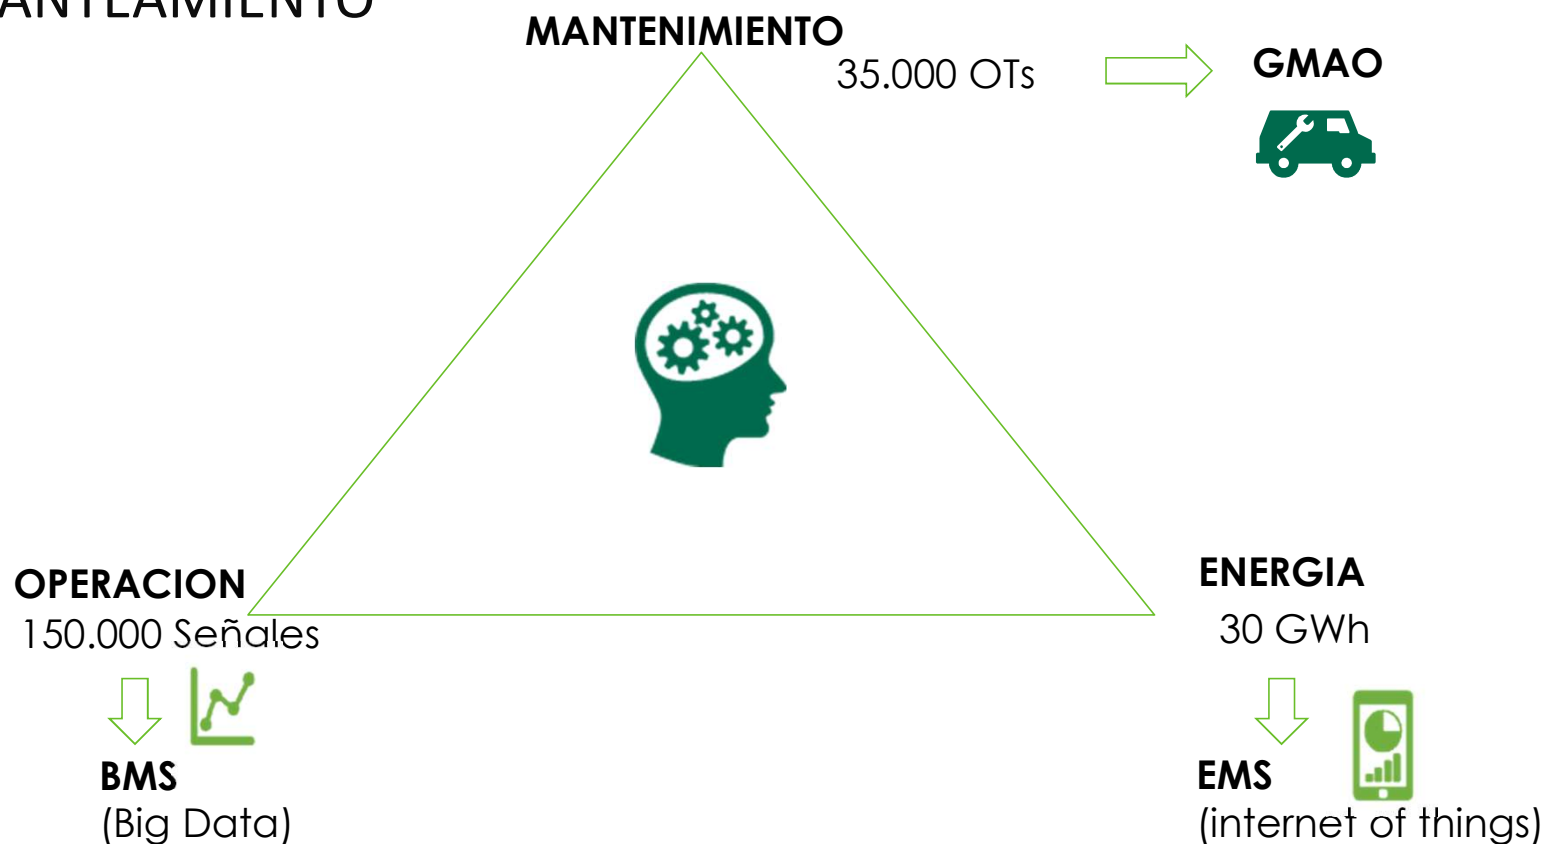 ANTEAMIENTO
MANTENIMIENTO
35.000 OTs
GMAO
OPERACION
150.000 Señales
BMS
(Big Data)
ENERGIA
30 GWh
EMS
(internet of things)